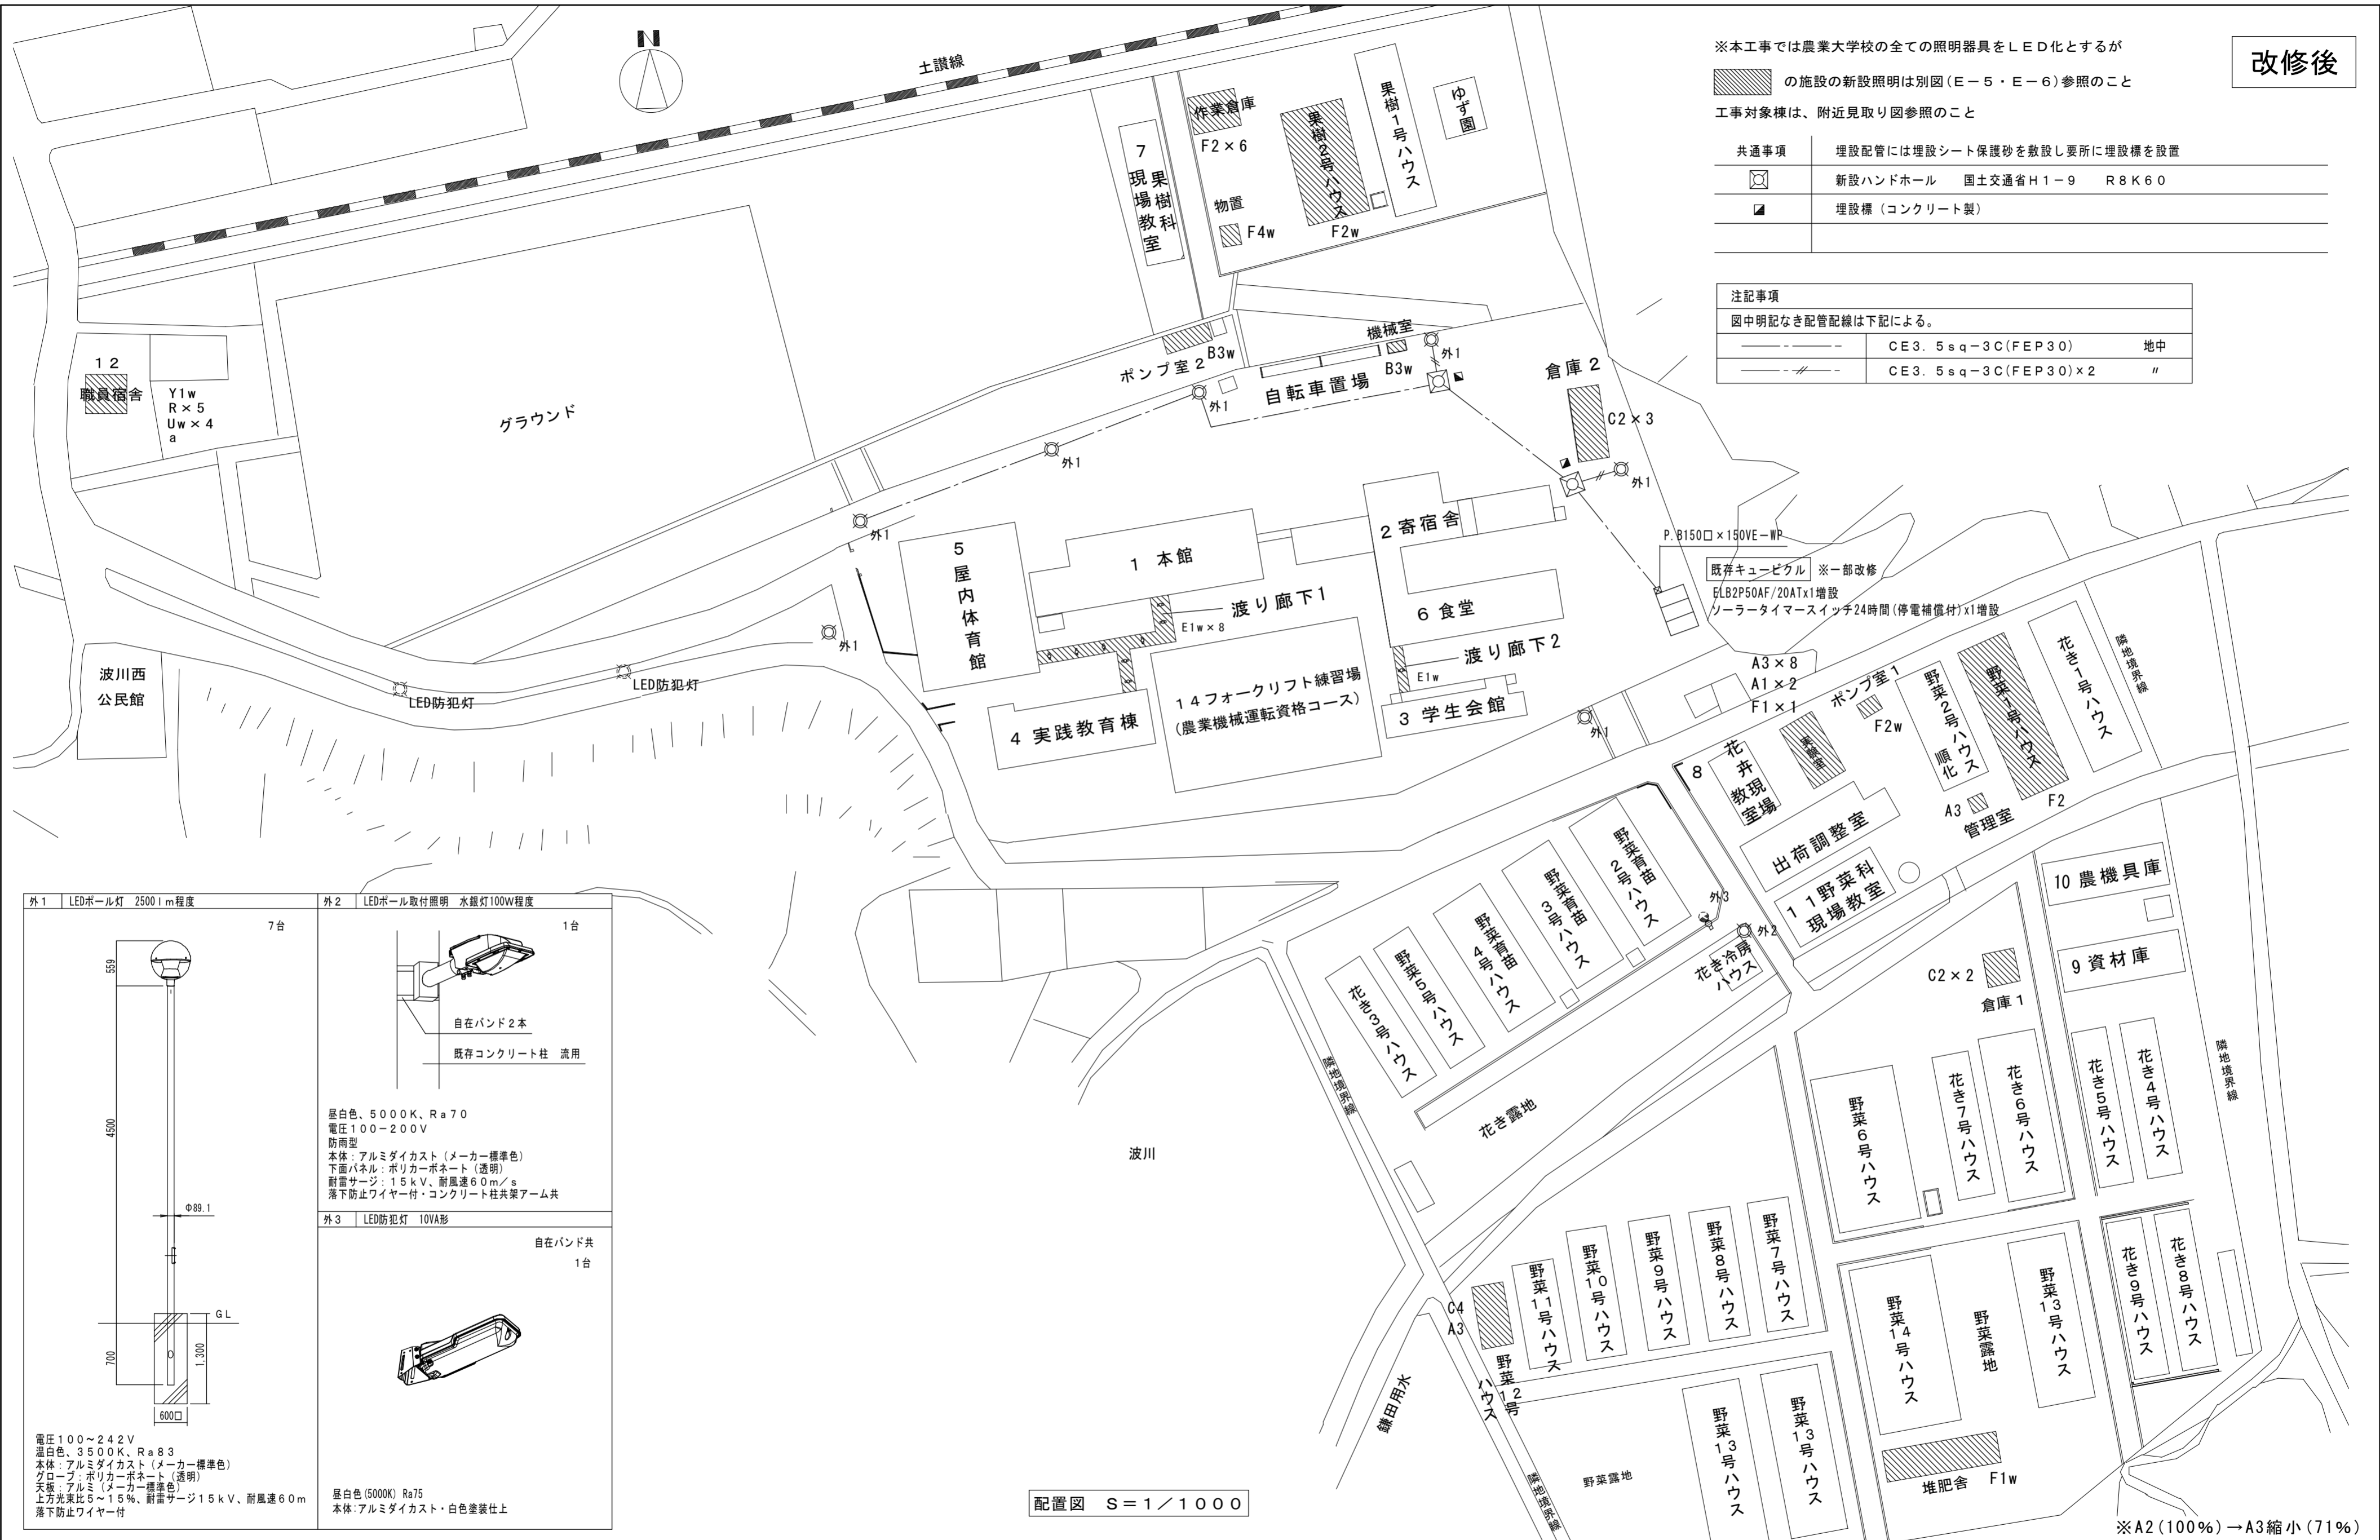 改修後
※本工事では農業大学校の全ての照明器具をLED化とするが
の施設の新設照明は別図(E-5・E-6)参照のこと
工事対象棟は、附近見取り図参照のこと
共通事項 埋設配管には埋設シート保護砂を敷設し要所に埋設標を設置
新設ハンドホール 国土交通省H1-9 R8K60
埋設標(コンクリート製)
注記事項
図中明記なき配管配線は下記による。
CE3.5sq-3C(FEP30) 地中
CE3.5sq-3C(FEP30)×2 〃
N
土讃線
作業倉庫
F2×6
果樹2号ハウス
F2w
果樹1号ハウス
ゆず園
7 果樹科
現場教室
物置
F4w
12
職員宿舎
Y1w
R×5
Uw×4
a
グラウンド
ポンプ室2
B3w
機械室
B3w
自転車置場
外1
外1
外1
外1
倉庫2
C2×3
外1
外1
P.B150□×150VE-WP
既存キュービクル ※一部改修
ELB2P50AF/20ATx1増設
ソーラータイマースイッチ24時間(停電補償付)x1増設
5 屋内体育館
1 本館
2 寄宿舎
渡り廊下1
E1w×8
6 食堂
渡り廊下2
E1w
3 学生会館
4 実践教育棟
14フォークリフト練習場
(農業機械運転資格コース)
外1
LED防犯灯
LED防犯灯
波川西
公民館
A3×8
A1×2
F1×1
ポンプ室1
F2w
実験室
8
花卉
教現
室場
野菜2号ハウス
順化
野菜1号ハウス
F2
花き1号ハウス
隣地境界線
A3
管理室
出荷調整室
11野菜科
現場教室
10 農機具庫
9 資材庫
C2×2
倉庫1
野菜育苗
2号ハウス
野菜育苗
3号ハウス
野菜育苗
4号ハウス
野菜5号ハウス
花き3号ハウス
外3
外2
花き冷房
ハウス
花き露地
隣地境界線
野菜6号ハウス
花き7号ハウス
花き6号ハウス
花き5号ハウス
花き4号ハウス
隣地境界線
波川
野菜7号ハウス
野菜8号ハウス
野菜9号ハウス
野菜10号ハウス
野菜11号ハウス
C4
A3
野菜12号
ハウス
鎌田用水
野菜14号ハウス
野菜露地
野菜13号ハウス
花き9号ハウス
花き8号ハウス
野菜13号ハウス
野菜13号ハウス
堆肥舎 F1w
野菜露地
隣地境界線
外1 LEDポール灯 2500lm程度
7台
559
4500
Φ89.1
GL
700
1,300
600□
電圧100~242V
温白色、3500K、Ra83
本体:アルミダイカスト(メーカー標準色)
グローブ:ポリカーボネート(透明)
天板:アルミ(メーカー標準色)
上方光束比5~15%、耐雷サージ15kV、耐風速60m
落下防止ワイヤー付
外2 LEDポール取付照明 水銀灯100W程度
1台
自在バンド2本
既存コンクリート柱 流用
昼白色、5000K、Ra70
電圧100-200V
防雨型
本体:アルミダイカスト(メーカー標準色)
下面パネル:ポリカーボネート(透明)
耐雷サージ:15kV、耐風速60m/s
落下防止ワイヤー付・コンクリート柱共架アーム共
外3 LED防犯灯 10VA形
自在バンド共
1台
昼白色(5000K) Ra75
本体:アルミダイカスト・白色塗装仕上
配置図 S=1/1000
※A2(100%)→A3縮小(71%)